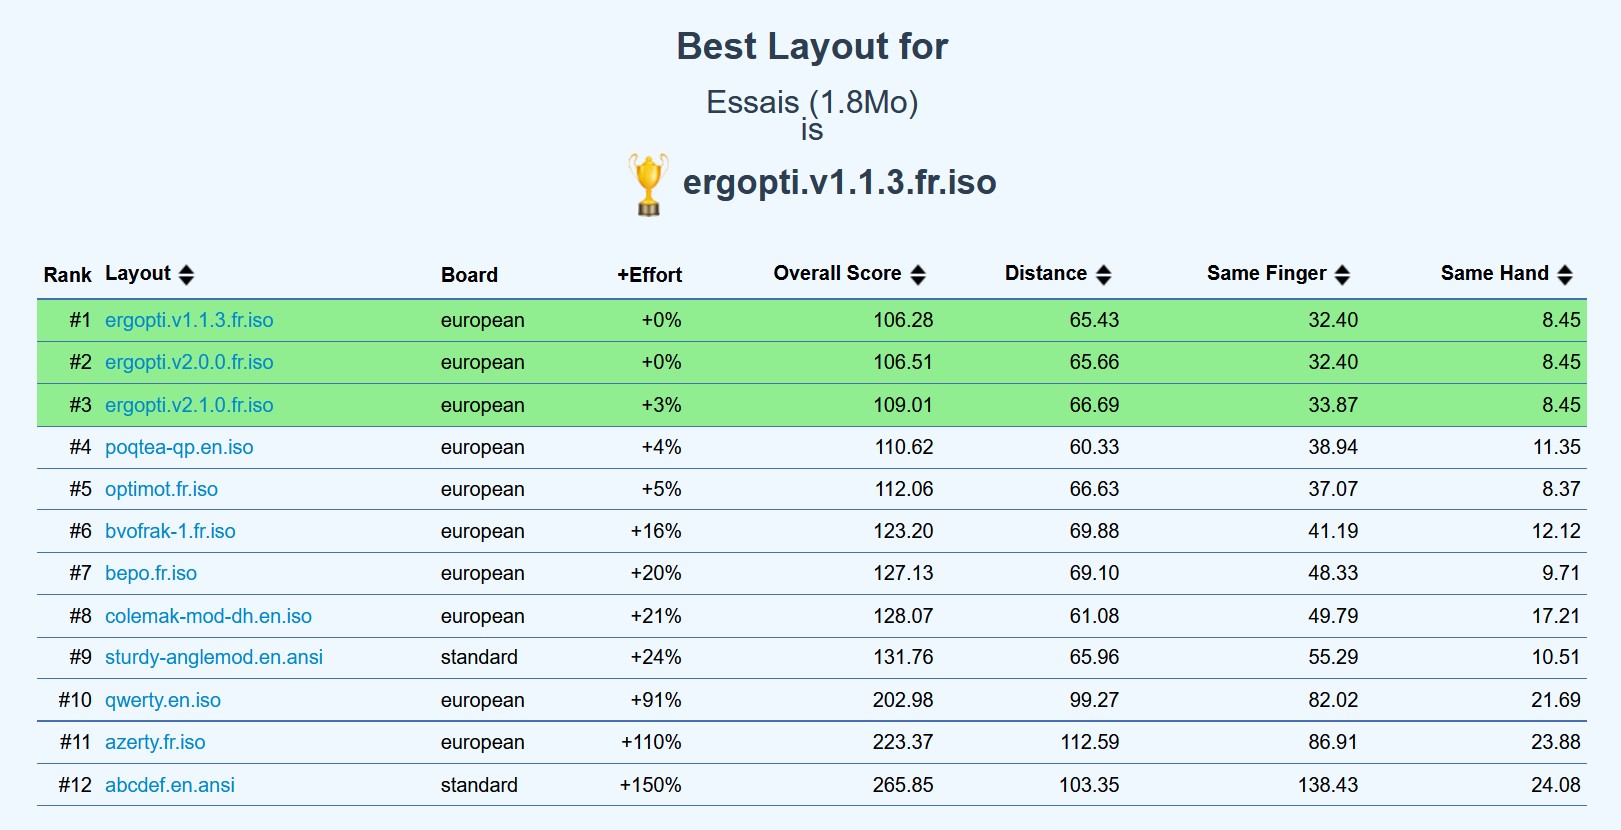 Best Layout for
Essais (1.8Mo)
is
ergopti.v1.1.3.fr.iso
Rank Layout Board +Effort Overall Score Distance Same Finger Same Hand
#1 ergopti.v1.1.3.fr.iso european +0% 106.28 65.43 32.40 8.45
#2 ergopti.v2.0.0.fr.iso european +0% 106.51 65.66 32.40 8.45
#3 ergopti.v2.1.0.fr.iso european +3% 109.01 66.69 33.87 8.45
#4 poqtea-qp.en.iso european +4% 110.62 60.33 38.94 11.35
#5 optimot.fr.iso european +5% 112.06 66.63 37.07 8.37
#6 bvofrak-1.fr.iso european +16% 123.20 69.88 41.19 12.12
#7 bepo.fr.iso european +20% 127.13 69.10 48.33 9.71
#8 colemak-mod-dh.en.iso european +21% 128.07 61.08 49.79 17.21
#9 sturdy-anglemod.en.ansi standard +24% 131.76 65.96 55.29 10.51
#10 qwerty.en.iso european +91% 202.98 99.27 82.02 21.69
#11 azerty.fr.iso european +110% 223.37 112.59 86.91 23.88
#12 abcdef.en.ansi standard +150% 265.85 103.35 138.43 24.08